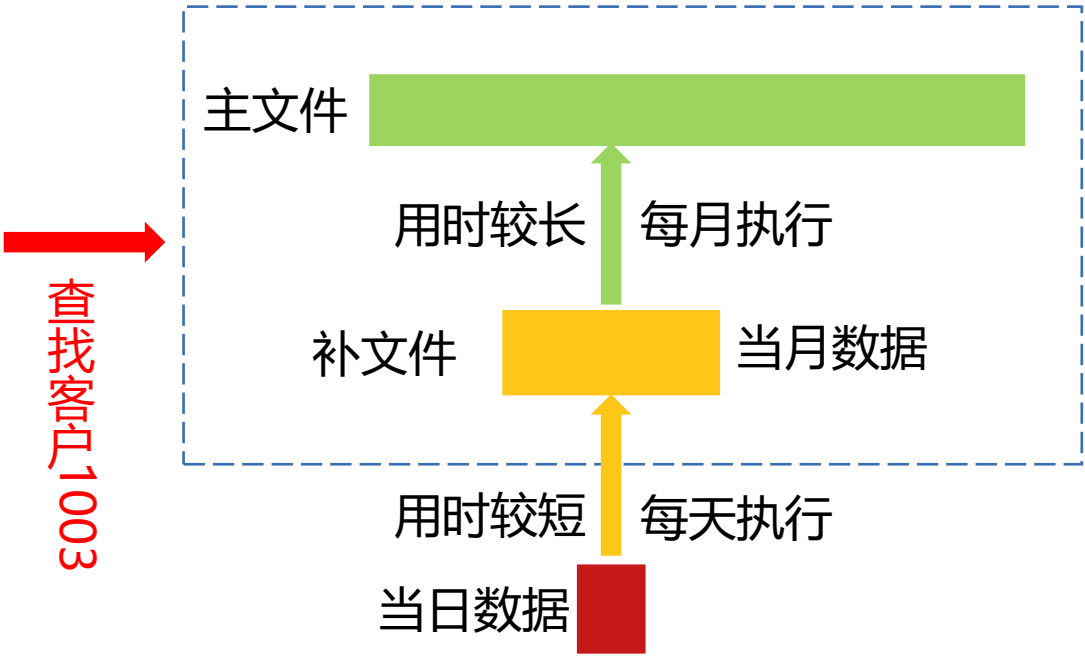 主文件
用时较长
每月执行
查找客户1003
补文件
当月数据
用时较短
每天执行
当日数据